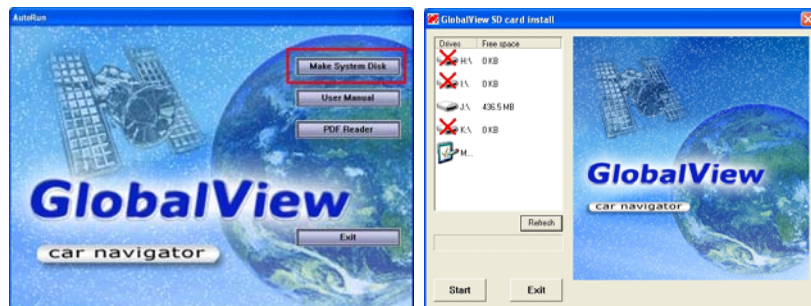 AutoRun
Make System Disk
User Manual
PDF Reader
GlobalView
car navigator
Exit
GlobalView SD card install
Drives Free space
H:\ 0 KB
I:\ 0 KB
J:\ 436.5 MB
K:\ 0 KB
M...
Refresh
GlobalView
car navigator
Start Exit